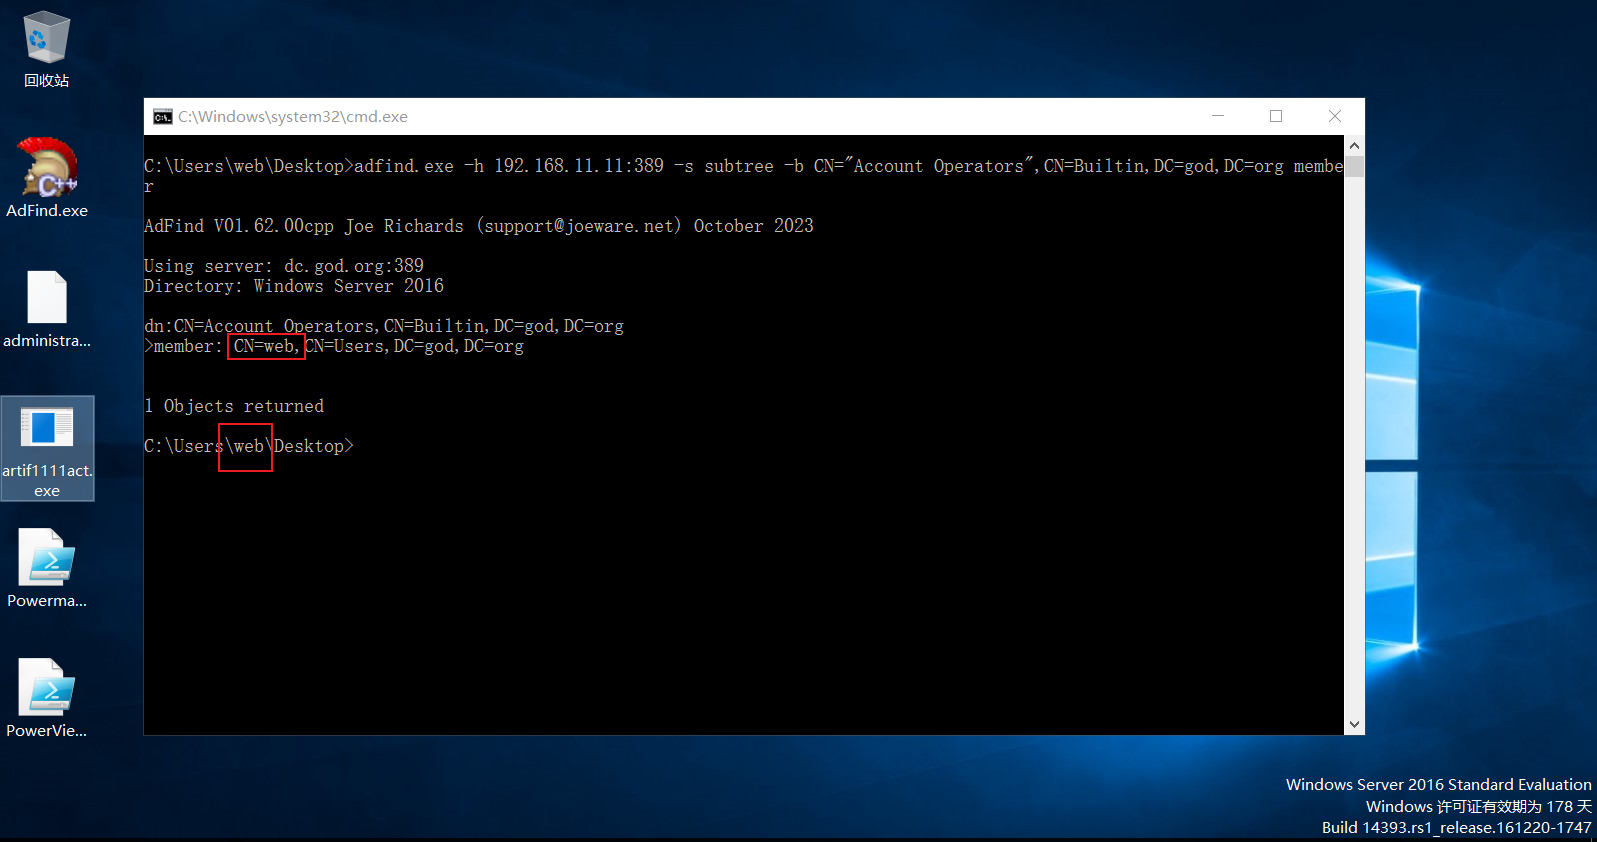 回收站
AdFind.exe
administra...
artif1111act.
exe
Powerma...
PowerVie...
C:\Windows\system32\cmd.exe
C:\Users\web\Desktop>adfind.exe -h 192.168.11.11:389 -s subtree -b CN="Account Operators",CN=Builtin,DC=god,DC=org membe
r
AdFind V01.62.00cpp Joe Richards (support@joeware.net) October 2023
Using server: dc.god.org:389
Directory: Windows Server 2016
dn:CN=Account Operators,CN=Builtin,DC=god,DC=org
>member: CN=web,CN=Users,DC=god,DC=org
1 Objects returned
C:\Users\web\Desktop>
Windows Server 2016 Standard Evaluation
Windows 许可证有效期为 178 天
Build 14393.rs1_release.161220-1747